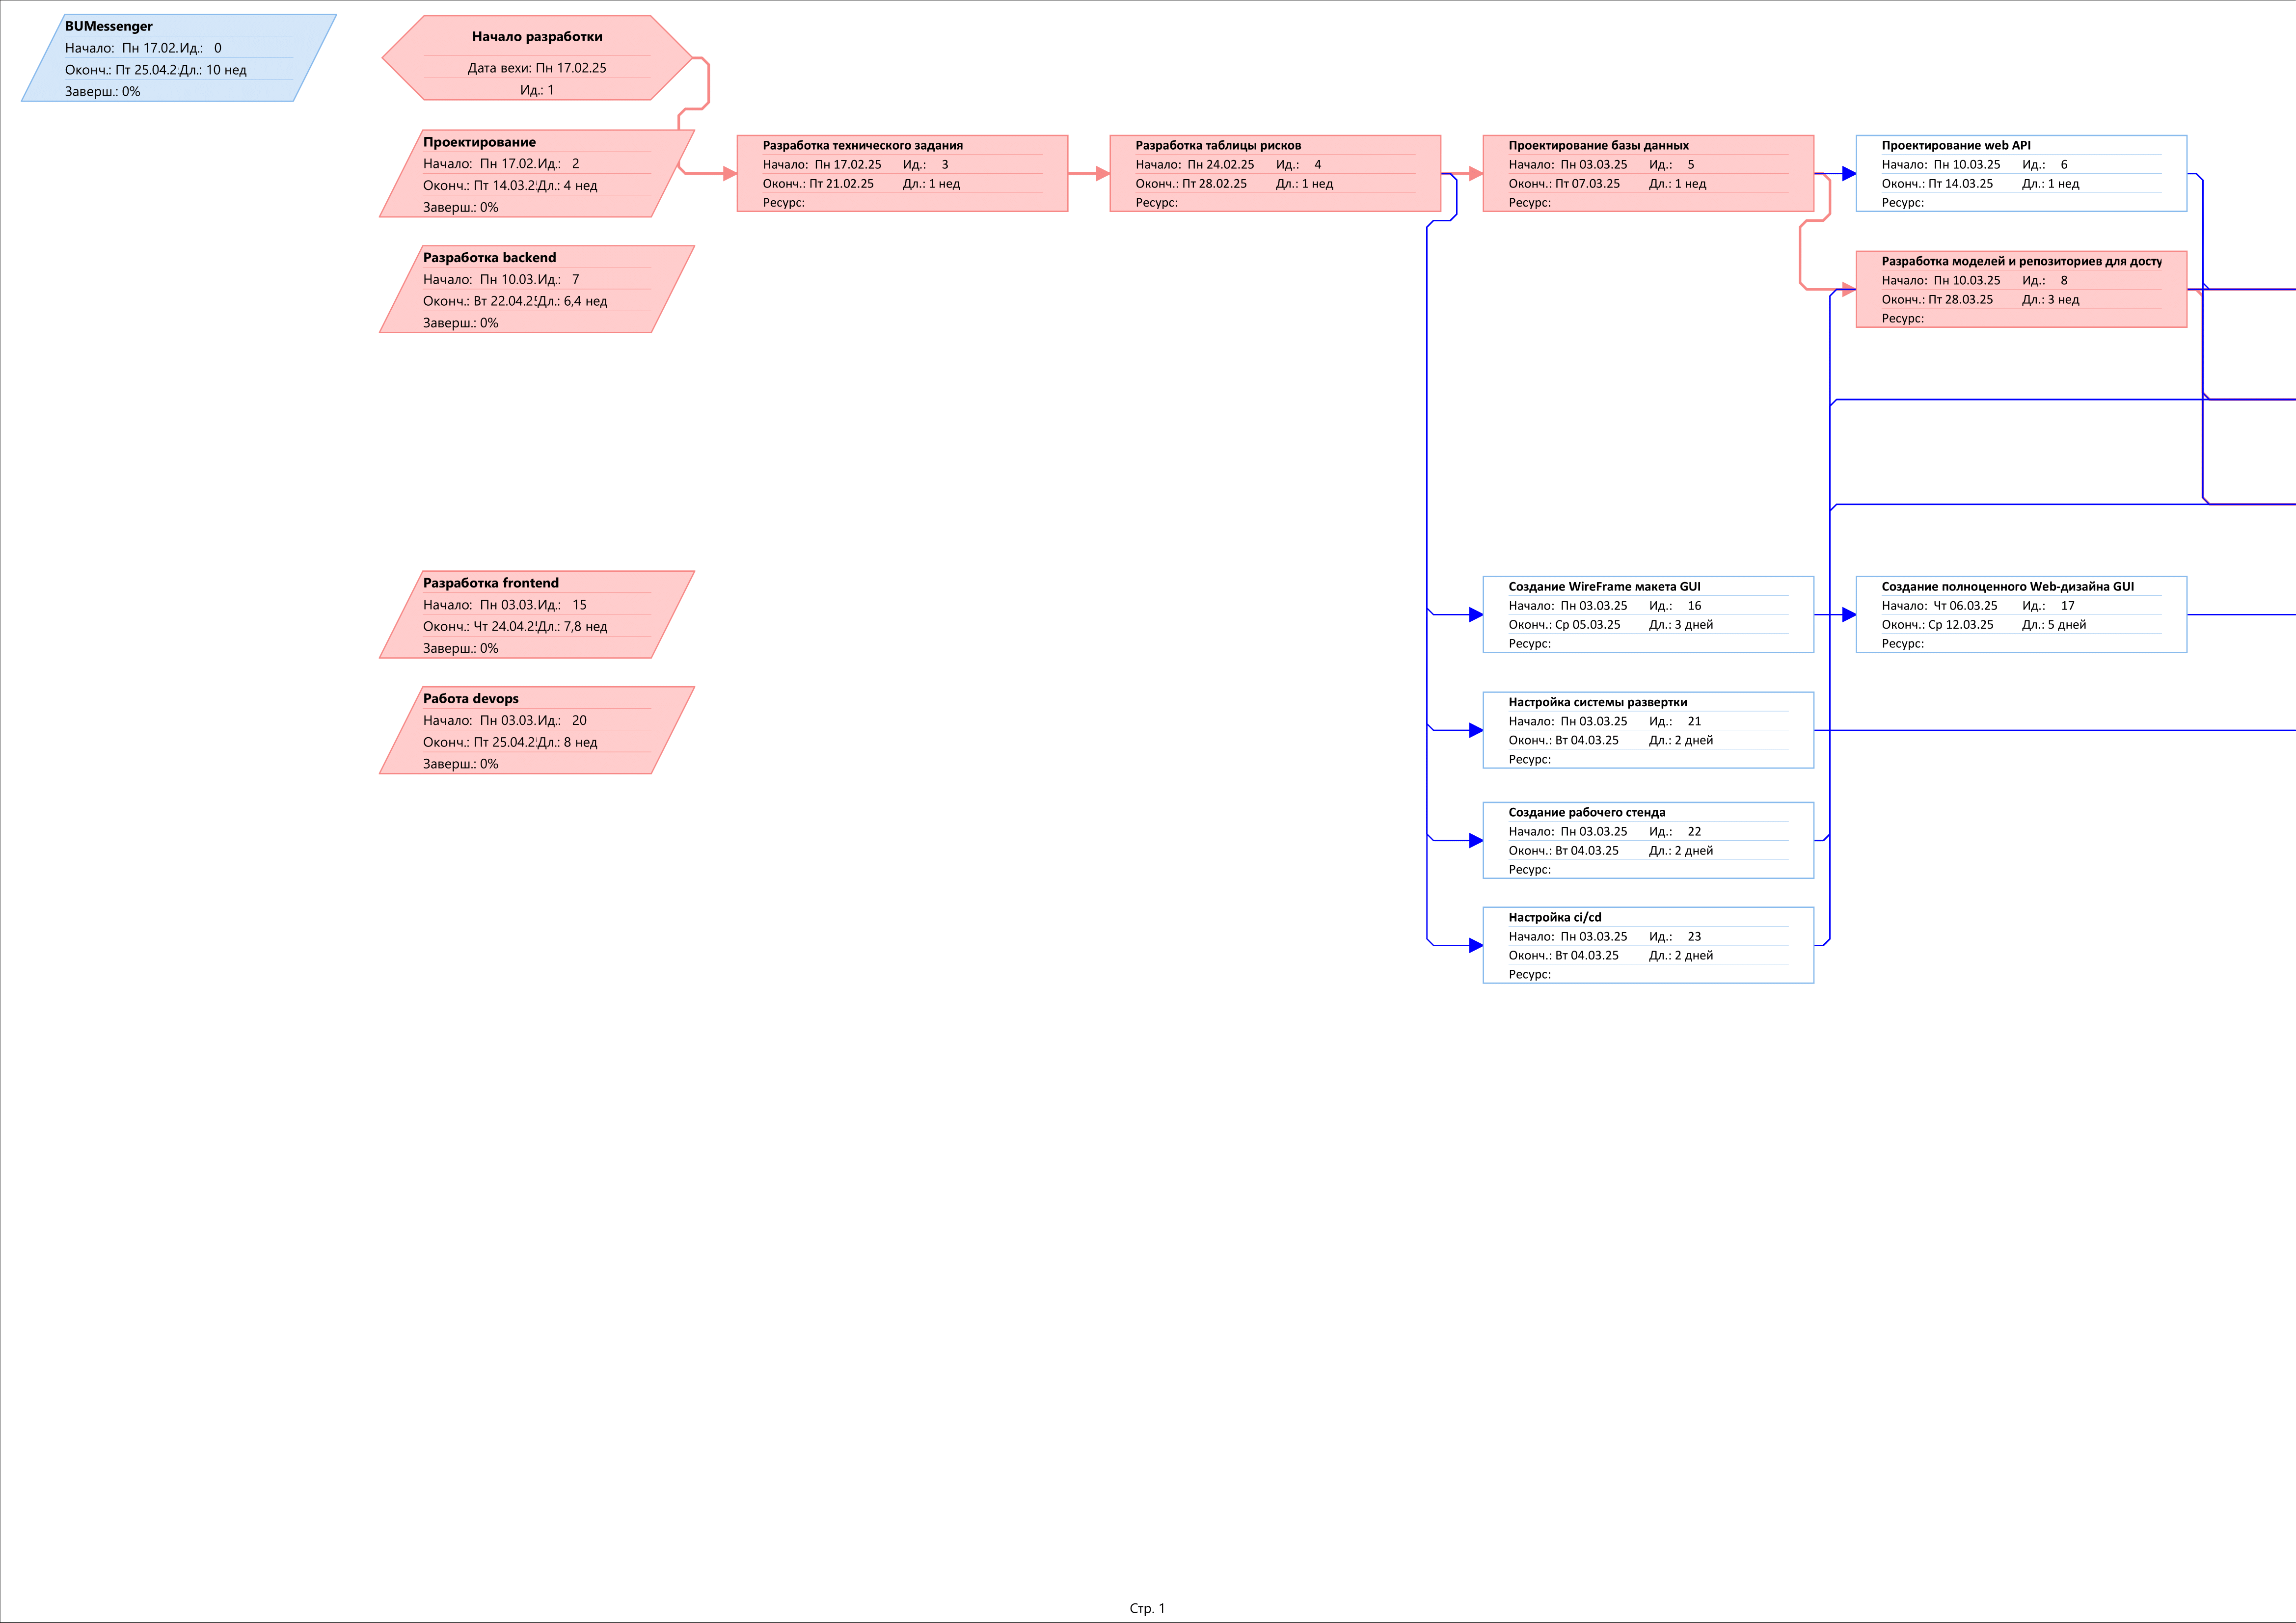 BUMessenger
Начало: Пн 17.02. Ид.: 0
Оконч.: Пт 25.04.2 Дл.: 10 нед
Заверш.: 0%
Начало разработки
Дата вехи: Пн 17.02.25
Ид.: 1
Проектирование
Начало: Пн 17.02. Ид.: 2
Оконч.: Пт 14.03.2 Дл.: 4 нед
Заверш.: 0%
Разработка технического задания
Начало: Пн 17.02.25 Ид.: 3
Оконч.: Пт 21.02.25 Дл.: 1 нед
Ресурс:
Разработка таблицы рисков
Начало: Пн 24.02.25 Ид.: 4
Оконч.: Пт 28.02.25 Дл.: 1 нед
Ресурс:
Проектирование базы данных
Начало: Пн 03.03.25 Ид.: 5
Оконч.: Пт 07.03.25 Дл.: 1 нед
Ресурс:
Проектирование web API
Начало: Пн 10.03.25 Ид.: 6
Оконч.: Пт 14.03.25 Дл.: 1 нед
Ресурс:
Разработка backend
Начало: Пн 10.03. Ид.: 7
Оконч.: Вт 22.04.2 Дл.: 6,4 нед
Заверш.: 0%
Разработка моделей и репозиториев для досту
Начало: Пн 10.03.25 Ид.: 8
Оконч.: Пт 28.03.25 Дл.: 3 нед
Ресурс:
Разработка frontend
Начало: Пн 03.03. Ид.: 15
Оконч.: Чт 24.04.2 Дл.: 7,8 нед
Заверш.: 0%
Создание WireFrame макета GUI
Начало: Пн 03.03.25 Ид.: 16
Оконч.: Ср 05.03.25 Дл.: 3 дней
Ресурс:
Создание полноценного Web-дизайна GUI
Начало: Чт 06.03.25 Ид.: 17
Оконч.: Ср 12.03.25 Дл.: 5 дней
Ресурс:
Работа devops
Начало: Пн 03.03. Ид.: 20
Оконч.: Пт 25.04.2 Дл.: 8 нед
Заверш.: 0%
Настройка системы развертки
Начало: Пн 03.03.25 Ид.: 21
Оконч.: Вт 04.03.25 Дл.: 2 дней
Ресурс:
Создание рабочего стенда
Начало: Пн 03.03.25 Ид.: 22
Оконч.: Вт 04.03.25 Дл.: 2 дней
Ресурс:
Настройка ci/cd
Начало: Пн 03.03.25 Ид.: 23
Оконч.: Вт 04.03.25 Дл.: 2 дней
Ресурс:
Стр. 1